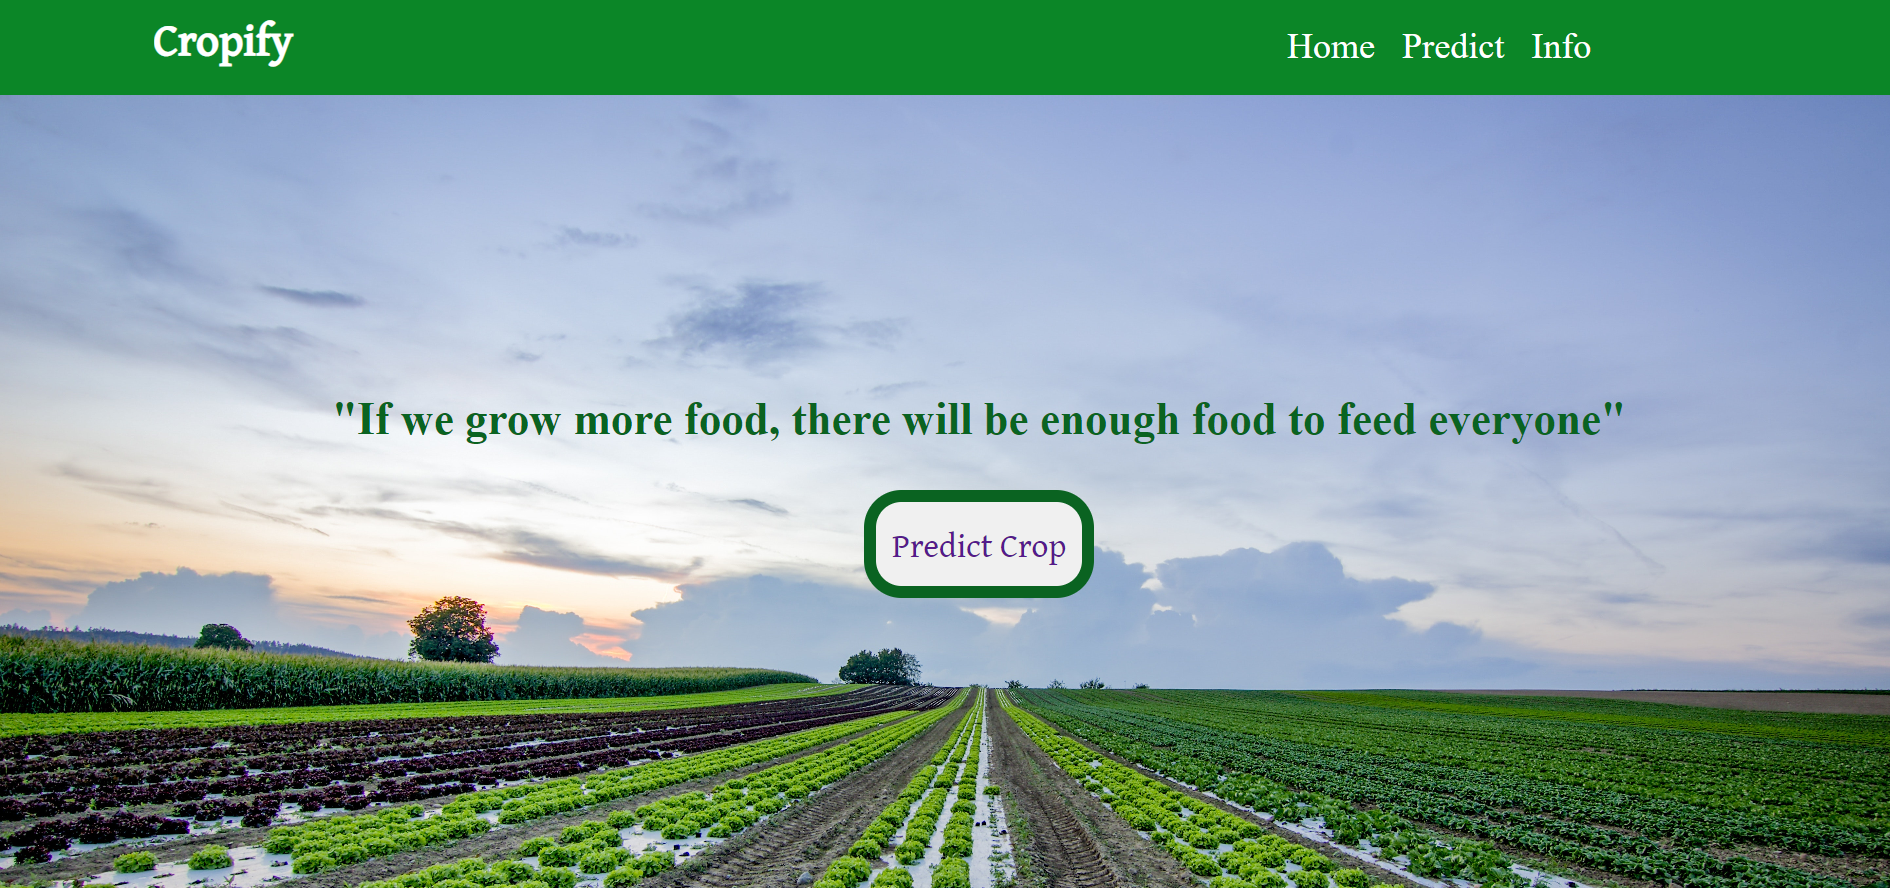 Cropify
Home Predict Info
"If we grow more food, there will be enough food to feed everyone"
Predict Crop